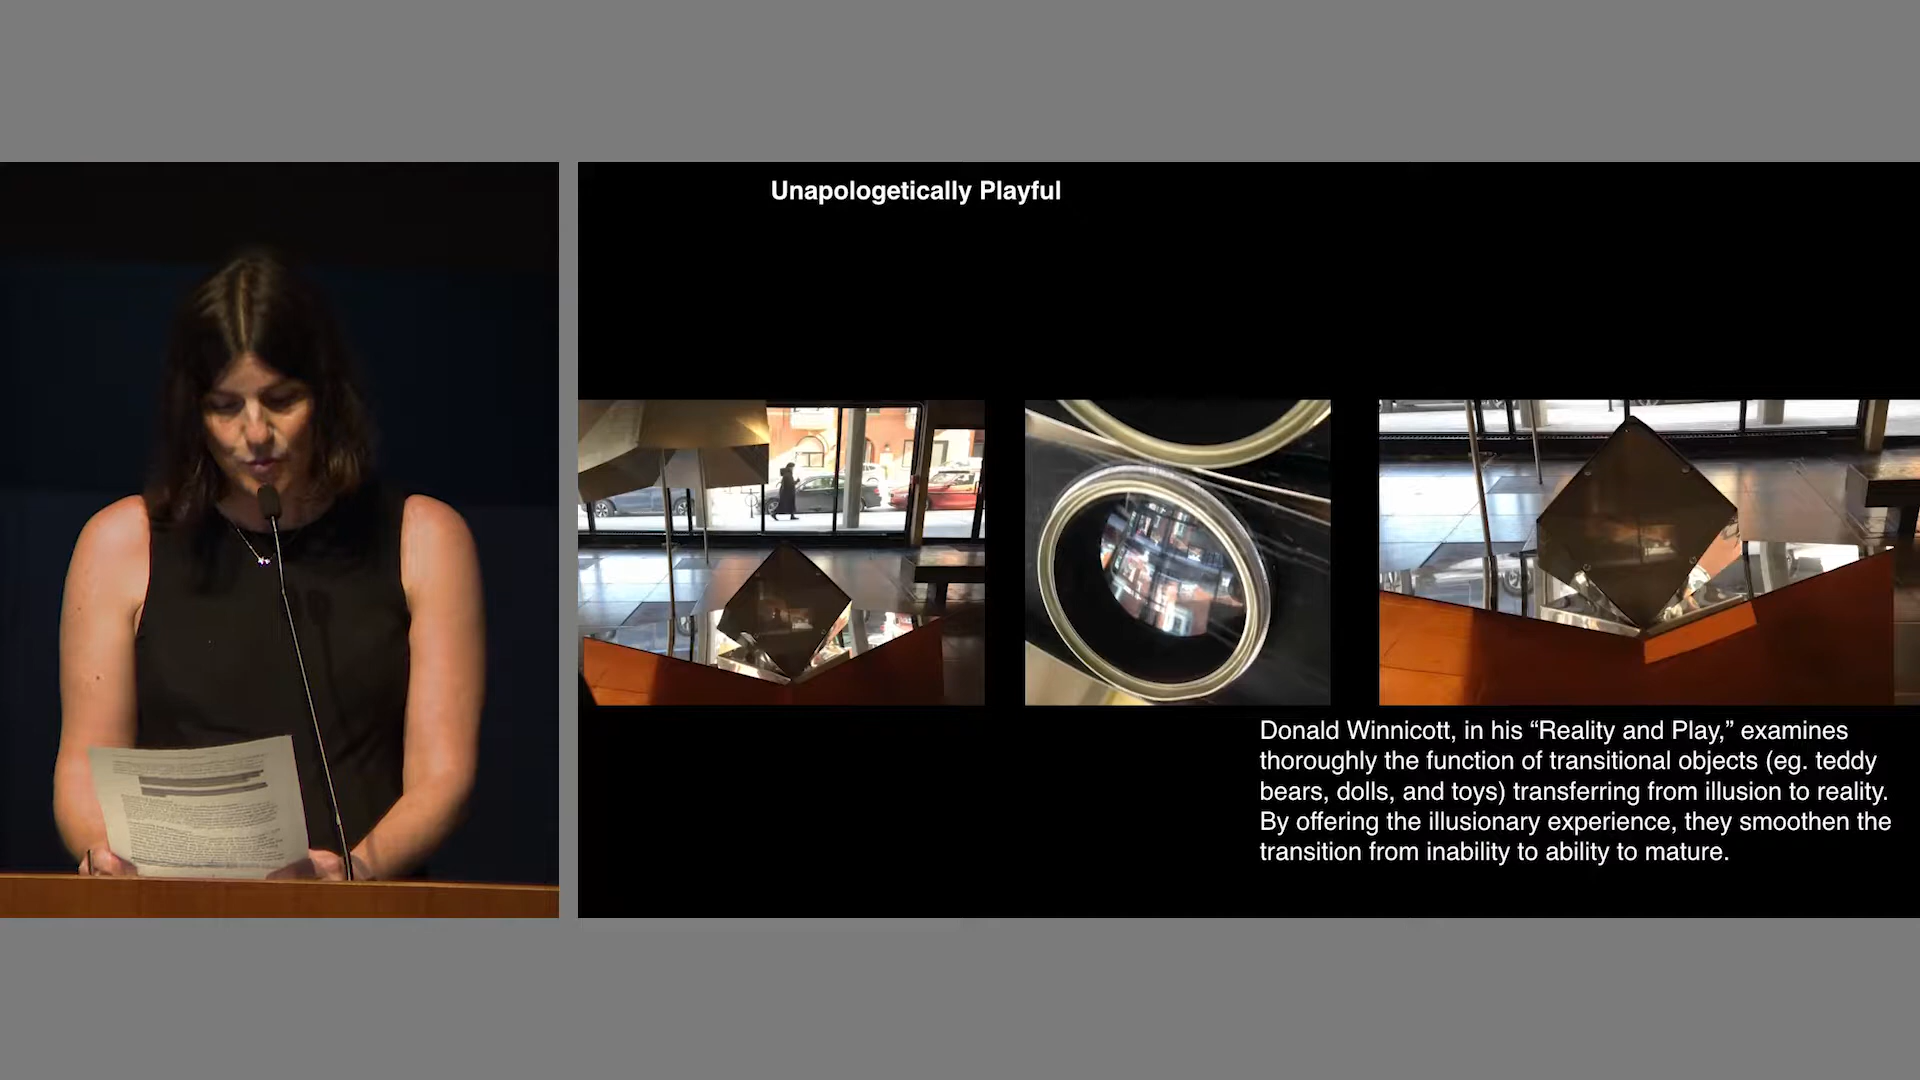 Unapologetically Playful
Donald Winnicott, in his “Reality and Play,” examines
thoroughly the function of transitional objects (eg. teddy
bears, dolls, and toys) transferring from illusion to reality.
By offering the illusionary experience, they smoothen the
transition from inability to ability to mature.